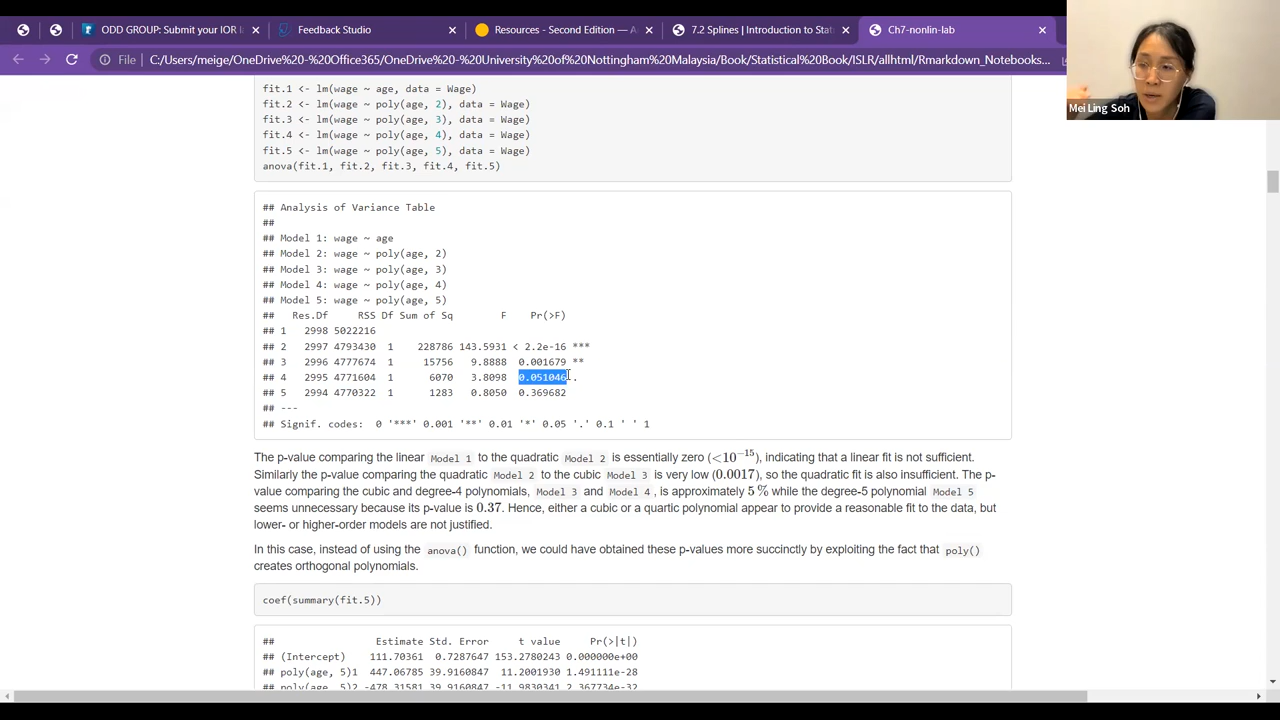 ODD GROUP: Submit your IOR
Feedback Studio
Resources - Second Edition — A
7.2 Splines | Introduction to Stat
Ch7-nonlin-lab
File
C:/Users/meige/OneDrive%20-%20Office365/OneDrive%20-%20University%20of%20Nottingham%20Malaysia/Book/Statistical%20Book/ISLR/allhtml/Rmarkdown_Notebooks...
Mei Ling Soh
fit.1 <- lm(wage ~ age, data = Wage)
fit.2 <- lm(wage ~ poly(age, 2), data = Wage)
fit.3 <- lm(wage ~ poly(age, 3), data = Wage)
fit.4 <- lm(wage ~ poly(age, 4), data = Wage)
fit.5 <- lm(wage ~ poly(age, 5), data = Wage)
anova(fit.1, fit.2, fit.3, fit.4, fit.5)
## Analysis of Variance Table
##
## Model 1: wage ~ age
## Model 2: wage ~ poly(age, 2)
## Model 3: wage ~ poly(age, 3)
## Model 4: wage ~ poly(age, 4)
## Model 5: wage ~ poly(age, 5)
## Res.Df RSS Df Sum of Sq F Pr(>F)
## 1 2998 5022216
## 2 2997 4793430 1 228786 143.5931 < 2.2e-16 ***
## 3 2996 4777674 1 15756 9.8888 0.001679 **
## 4 2995 4771604 1 6070 3.8098 0.051046 .
## 5 2994 4770322 1 1283 0.8050 0.369682
## ---
## Signif. codes: 0 '***' 0.001 '**' 0.01 '*' 0.05 '.' 0.1 ' ' 1
The p-value comparing the linear Model 1 to the quadratic Model 2 is essentially zero (<10⁻¹⁵), indicating that a linear fit is not sufficient.
Similarly the p-value comparing the quadratic Model 2 to the cubic Model 3 is very low (0.0017), so the quadratic fit is also insufficient. The p-
value comparing the cubic and degree-4 polynomials, Model 3 and Model 4 , is approximately 5 % while the degree-5 polynomial Model 5
seems unnecessary because its p-value is 0.37. Hence, either a cubic or a quartic polynomial appear to provide a reasonable fit to the data, but
lower- or higher-order models are not justified.
In this case, instead of using the anova() function, we could have obtained these p-values more succinctly by exploiting the fact that poly()
creates orthogonal polynomials.
coef(summary(fit.5))
## Estimate Std. Error t value Pr(>|t|)
## (Intercept) 111.70361 0.7287647 153.2780243 0.000000e+00
## poly(age, 5)1 447.06785 39.9160847 11.2001930 1.491111e-28
## poly(age, 5)2 -478.31581 39.9160847 -11.9830341 2.367734e-32